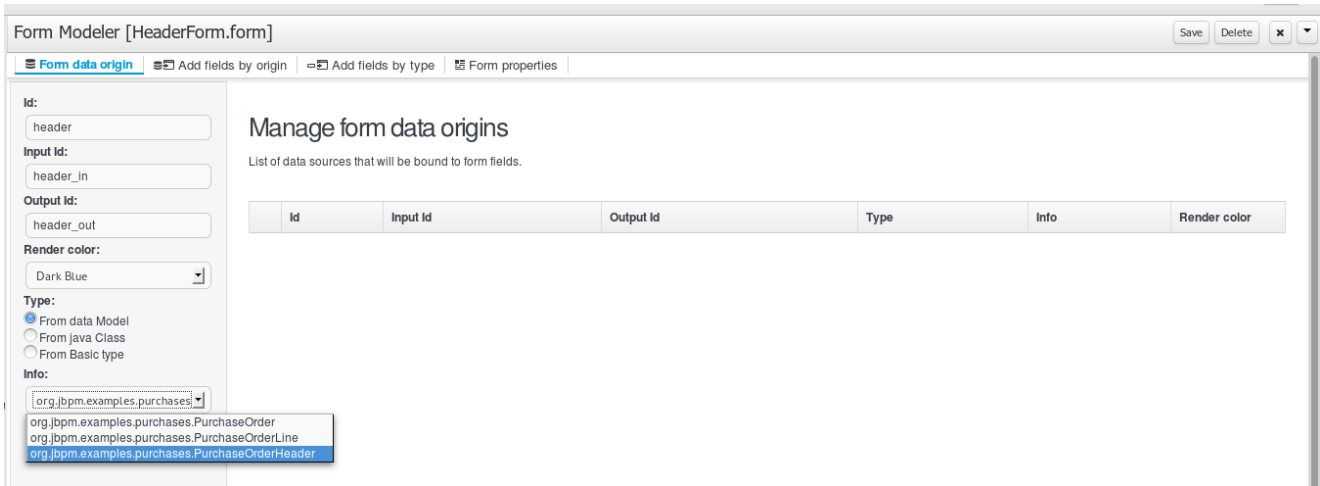 Form Modeler [HeaderForm.form]
Save Delete
Form data origin Add fields by origin Add fields by type Form properties
Id:
header
Input Id:
header_in
Output Id:
header_out
Render color:
Dark Blue
Type:
From data Model
From java Class
From Basic type
Info:
org.jbpm.examples.purchases
org.jbpm.examples.purchases.PurchaseOrder
org.jbpm.examples.purchases.PurchaseOrderLine
org.jbpm.examples.purchases.PurchaseOrderHeader
Manage form data origins
List of data sources that will be bound to form fields.
Id Input Id Output Id Type Info Render color